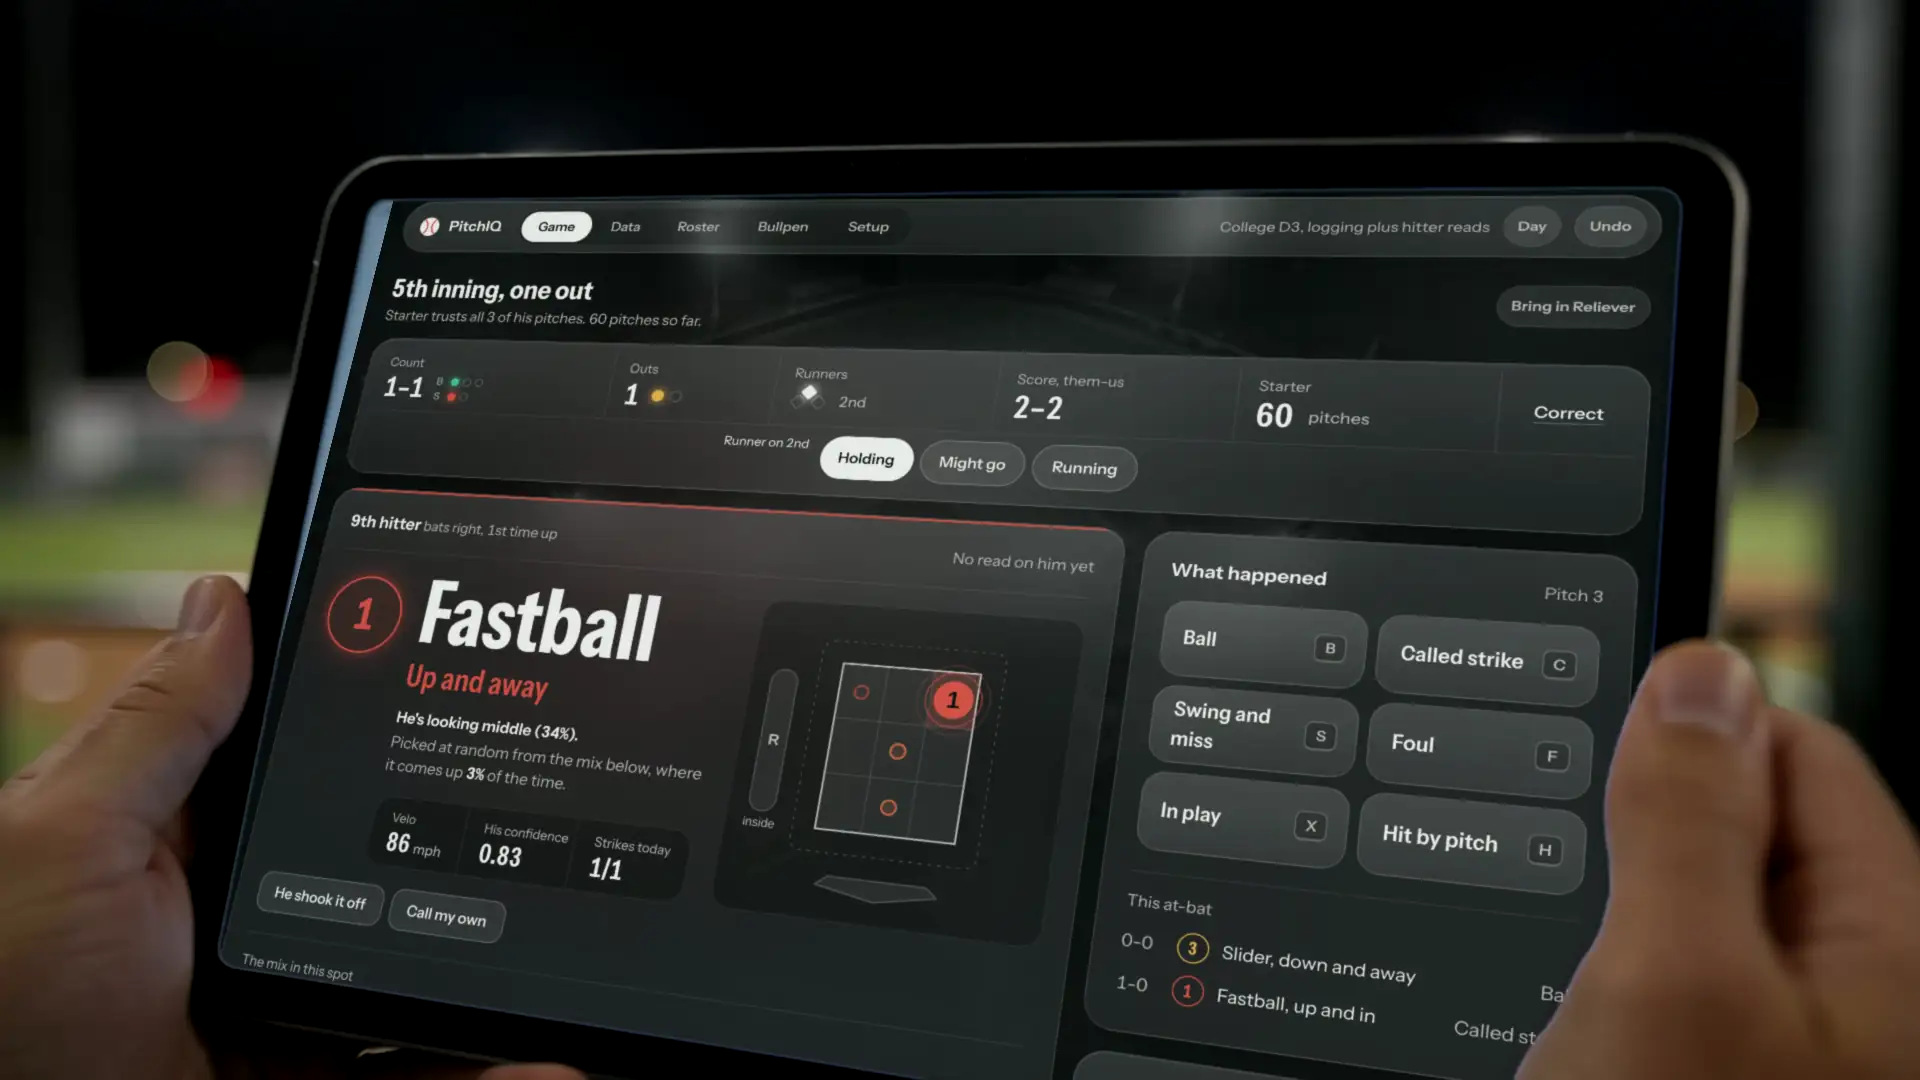 PitchIQ Game Data Roster Bullpen Setup College D3, logging plus hitter reads Day Undo
5th inning, one out
Starter trusts all 3 of his pitches. 60 pitches so far.
Bring in Reliever
Count
1-1
B
S
Outs
1
Runners
2nd
Score, them-us
2-2
Starter
60 pitches
Correct
Runner on 2nd Holding Might go Running
9th hitter bats right, 1st time up
No read on him yet
1
Fastball
Up and away
He's looking middle (34%).
Picked at random from the mix below, where
it comes up 3% of the time.
Velo
86 mph
His confidence
0.83
Strikes today
1/1
He shook it off
Call my own
The mix in this spot
R
inside
1
What happened
Pitch 3
Ball B
Called strike C
Swing and
miss S
Foul F
In play X
Hit by pitch H
This at-bat
0-0 3 Slider, down and away
1-0 1 Fastball, up and in
Called